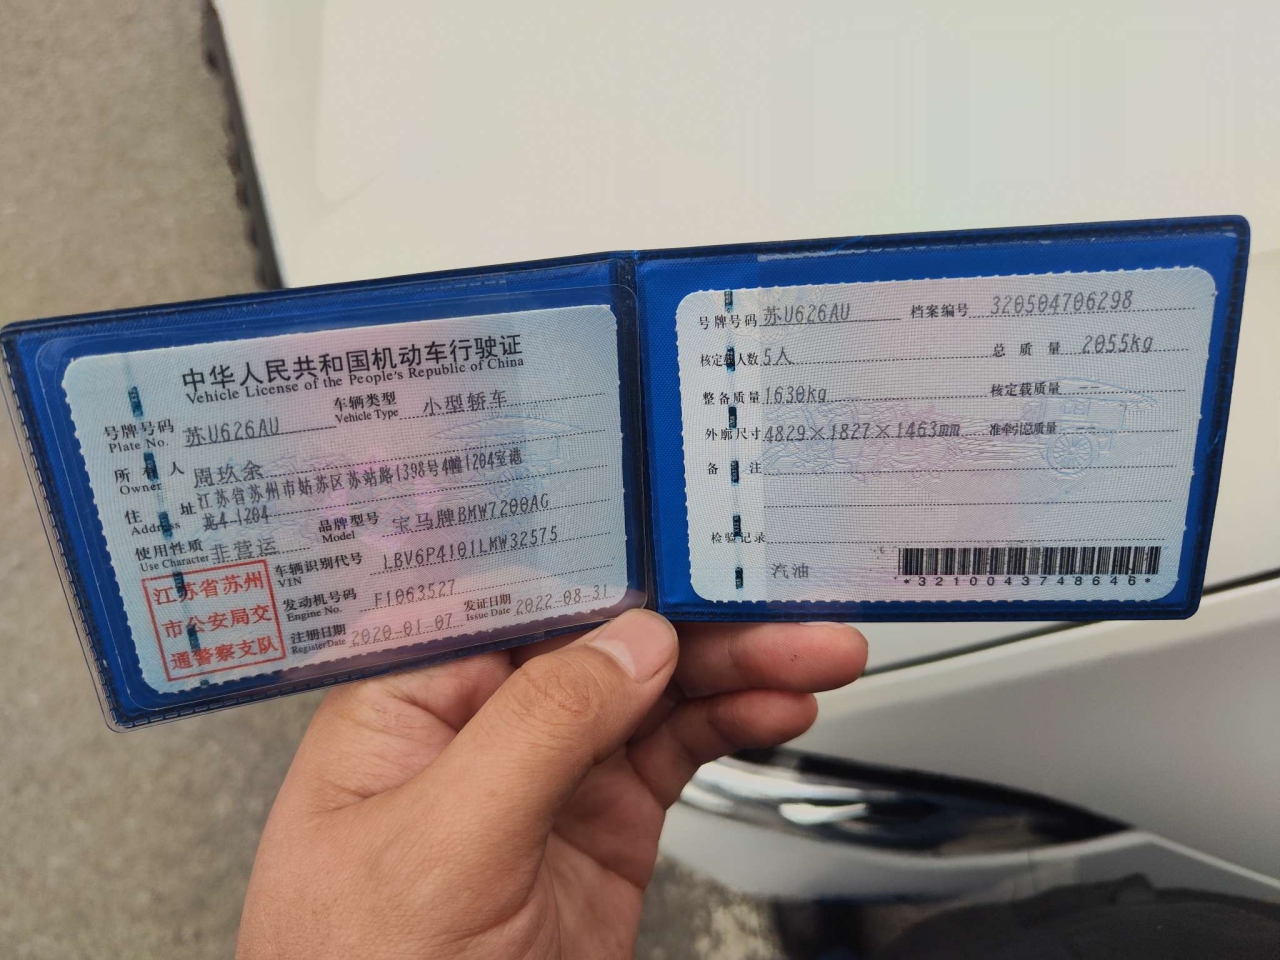 中华人民共和国机动车行驶证
Vehicle License of the People's Republic of China
号牌号码 苏U626AU 车辆类型 小型轿车
Plate No. Vehicle Type
所有人 周玖余
Owner
住址 江苏省苏州市姑苏区苏站路1398号4幢1204室港
Address 龙4-1204
使用性质 非营运 品牌型号 宝马牌BMW7200AG
Use Character Model
车辆识别代号 LBV6P4101LMW32575
VIN
发动机号码 F1063527
Engine No.
注册日期 2020-01-07 发证日期 2022-08-31
Register Date Issue Date
江苏省苏州
市公安局交
通警察支队
号牌号码 苏U626AU 档案编号 320504706298
核定载人数 5人 总质量 2055kg
整备质量 1630kg 核定载质量 --
外廓尺寸 4829×1827×1463mm 准牵引总质量 --
备注
检验记录
汽油
*3210043748646*